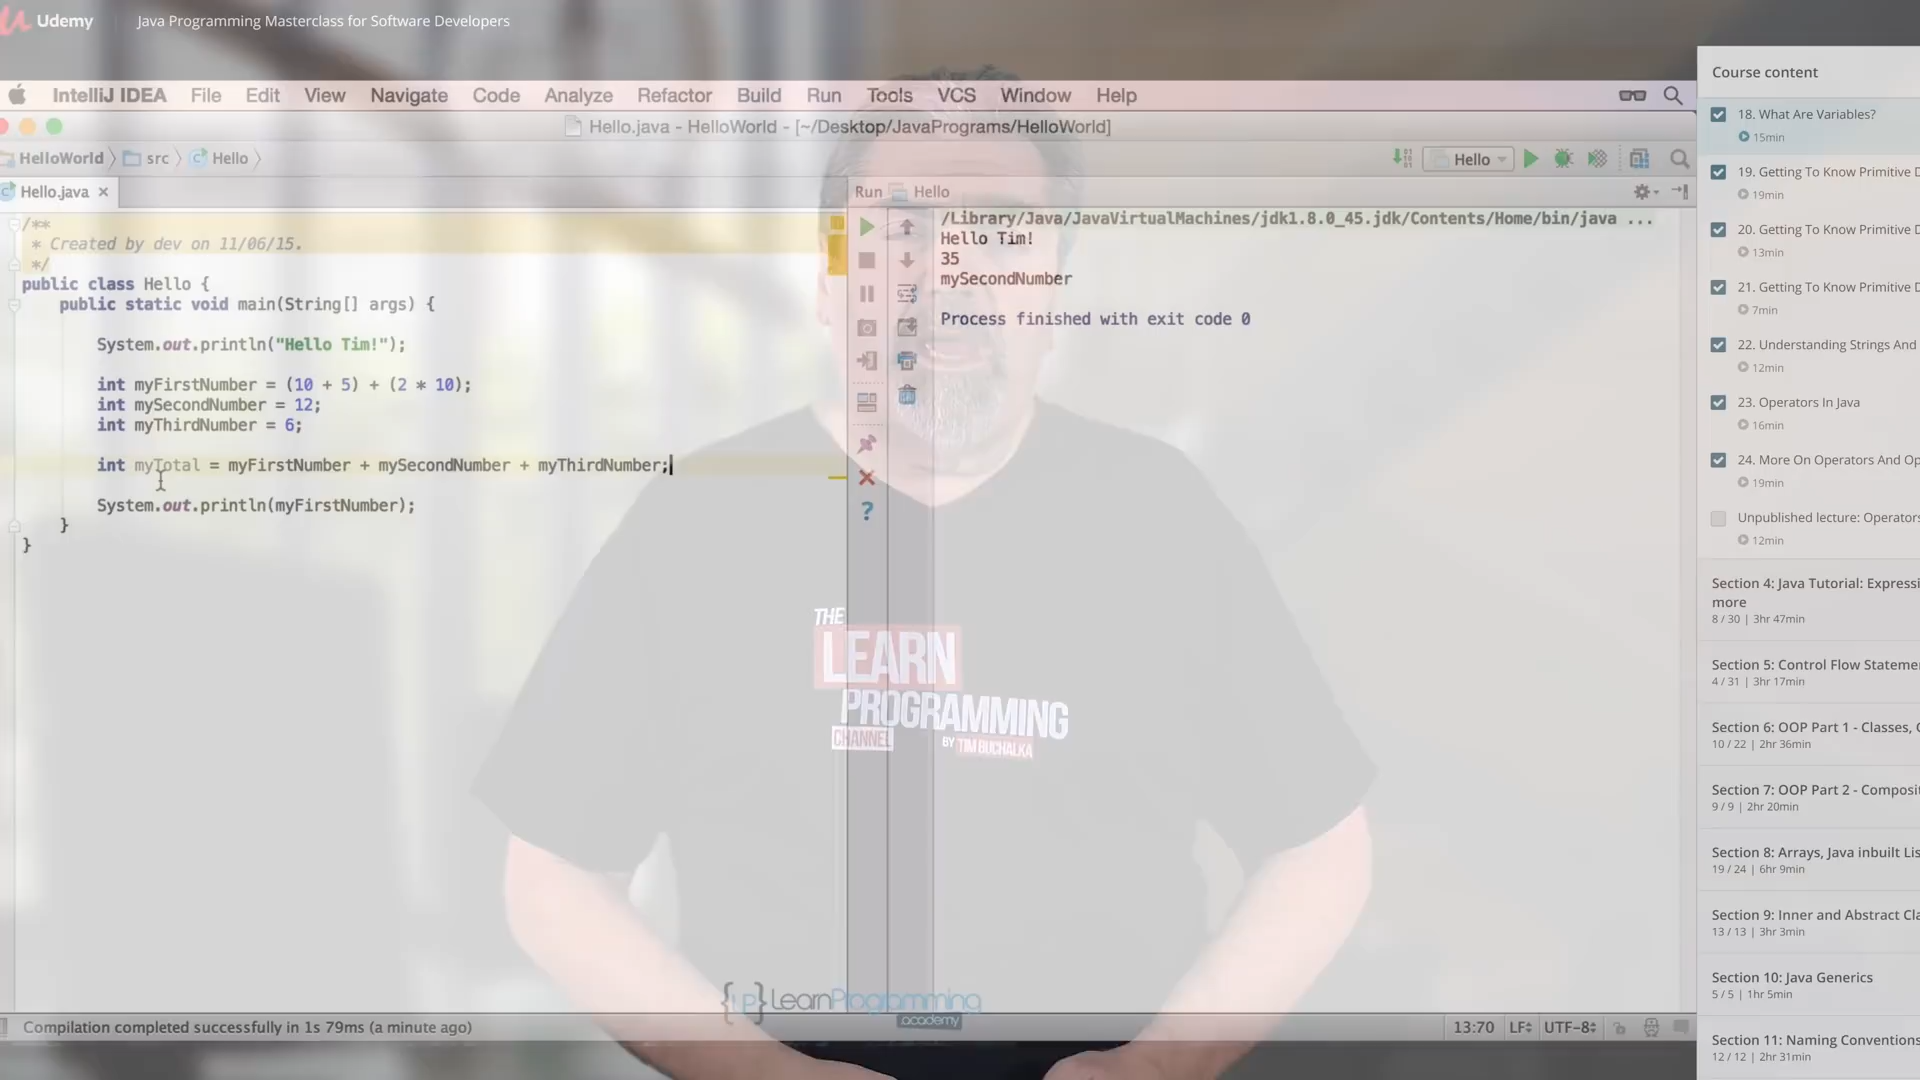 Udemy
Java Programming Masterclass for Software Developers
IntelliJ IDEA File Edit View Navigate Code Analyze Refactor Build Run Tools VCS Window Help
Hello.java - HelloWorld - [~/Desktop/JavaPrograms/HelloWorld]
HelloWorld src Hello
Hello
Hello.java
Run Hello
/**
* Created by dev on 11/06/15.
*/
public class Hello {
public static void main(String[] args) {
System.out.println("Hello Tim!");
int myFirstNumber = (10 + 5) + (2 * 10);
int mySecondNumber = 12;
int myThirdNumber = 6;
int myTotal = myFirstNumber + mySecondNumber + myThirdNumber;
System.out.println(myFirstNumber);
}
}
/Library/Java/JavaVirtualMachines/jdk1.8.0_45.jdk/Contents/Home/bin/java ...
Hello Tim!
35
mySecondNumber
Process finished with exit code 0
?
THE
LEARN
PROGRAMMING
CHANNEL
BY TIM BUCHALKA
{LP} LearnProgramming
academy
Compilation completed successfully in 1s 79ms (a minute ago)
13:70 LF UTF-8
Course content
18. What Are Variables?
15min
19. Getting To Know Primitive D
19min
20. Getting To Know Primitive D
13min
21. Getting To Know Primitive D
7min
22. Understanding Strings And
12min
23. Operators In Java
16min
24. More On Operators And Op
19min
Unpublished lecture: Operators
12min
Section 4: Java Tutorial: Expressi
more
8 / 30 | 3hr 47min
Section 5: Control Flow Stateme
4 / 31 | 3hr 17min
Section 6: OOP Part 1 - Classes, C
10 / 22 | 2hr 36min
Section 7: OOP Part 2 - Composit
9 / 9 | 2hr 20min
Section 8: Arrays, Java inbuilt Lis
19 / 24 | 6hr 9min
Section 9: Inner and Abstract Cla
13 / 13 | 3hr 3min
Section 10: Java Generics
5 / 5 | 1hr 5min
Section 11: Naming Conventions
12 / 12 | 2hr 31min